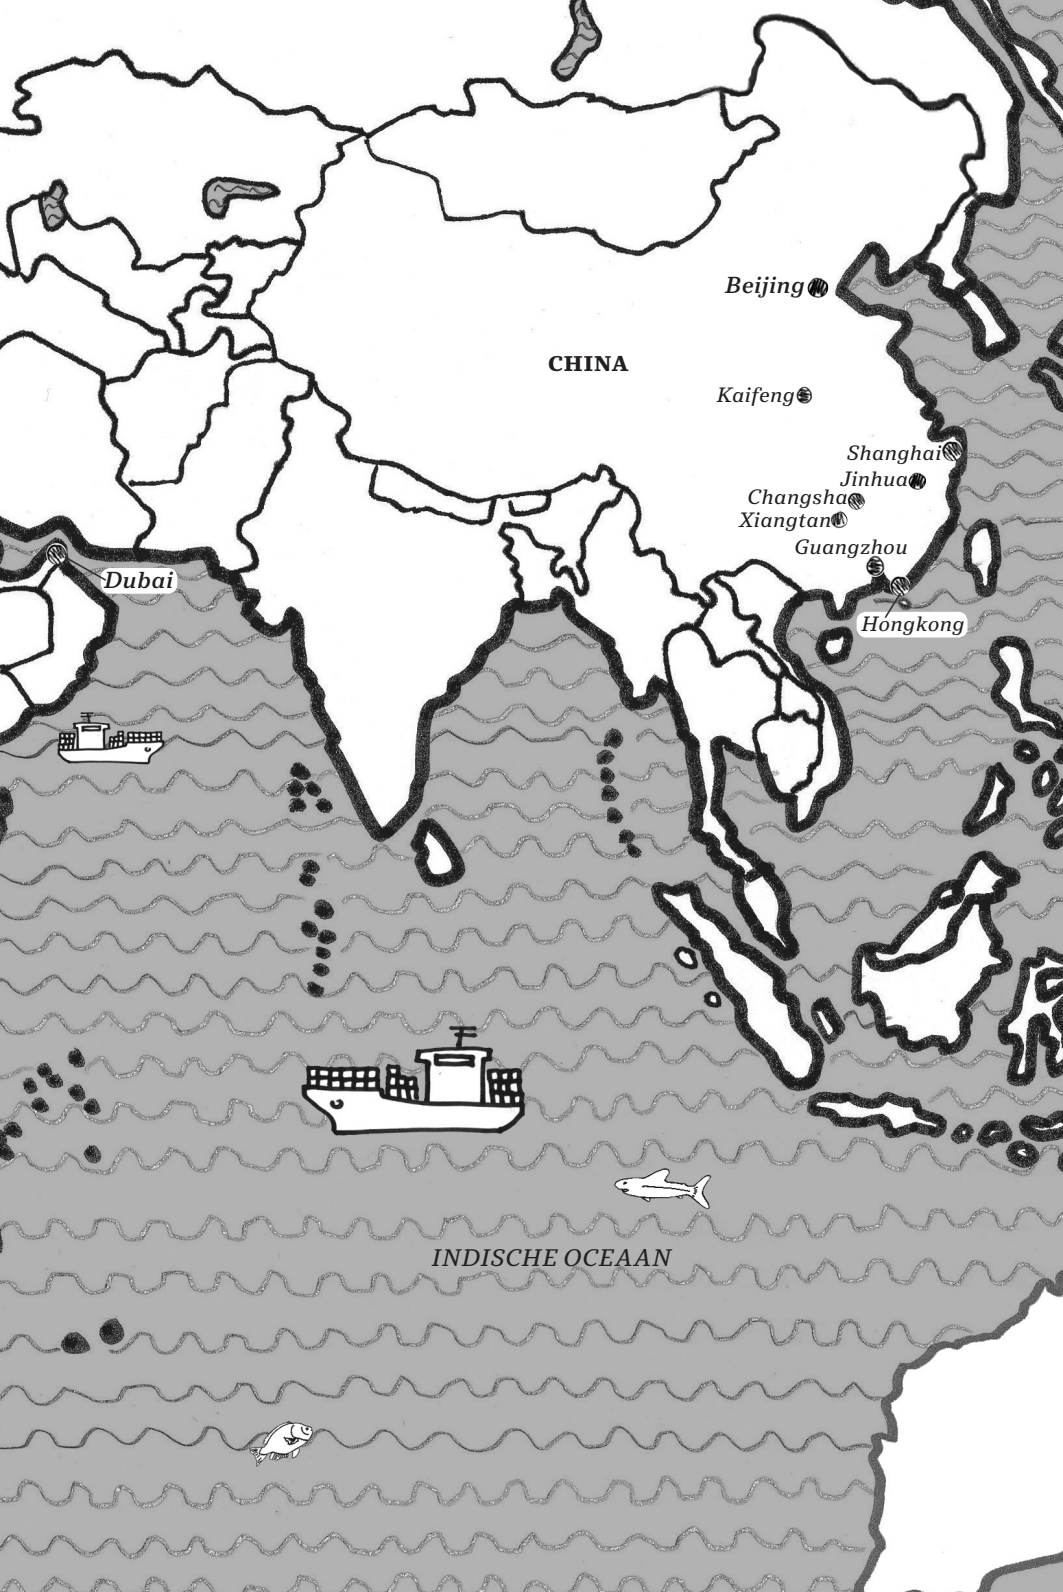 Beijing
CHINA
Kaifeng
Shanghai
Jinhua
Changsha
Xiangtan
Guangzhou
Dubai
Hongkong
INDISCHE OCEAAN